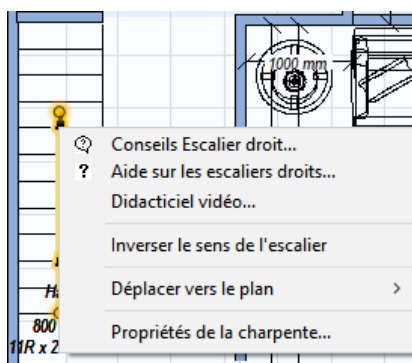 1000 mm
Conseils Escalier droit...
Aide sur les escaliers droits...
Didacticiel vidéo...
Inverser le sens de l'escalier
Déplacer vers le plan
Propriétés de la charpente...
800
11R x 2